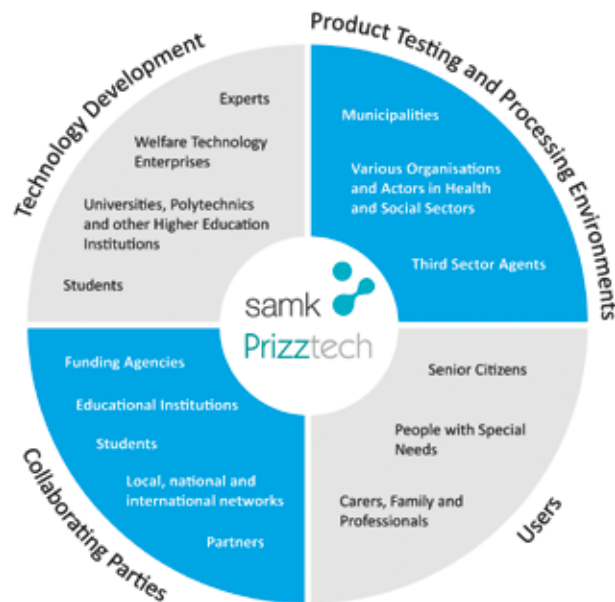 Technology Development
Experts
Welfare Technology
Enterprises
Universities, Polytechnics
and other Higher Education
Institutions
Students
Product Testing and Processing Environments
Municipalities
Various Organisations
and Actors in Health
and Social Sectors
Third Sector Agents
samk
Prizztech
Collaborating Parties
Funding Agencies
Educational Institutions
Students
Local, national and
international networks
Partners
Users
Senior Citizens
People with Special
Needs
Carers, Family and
Professionals